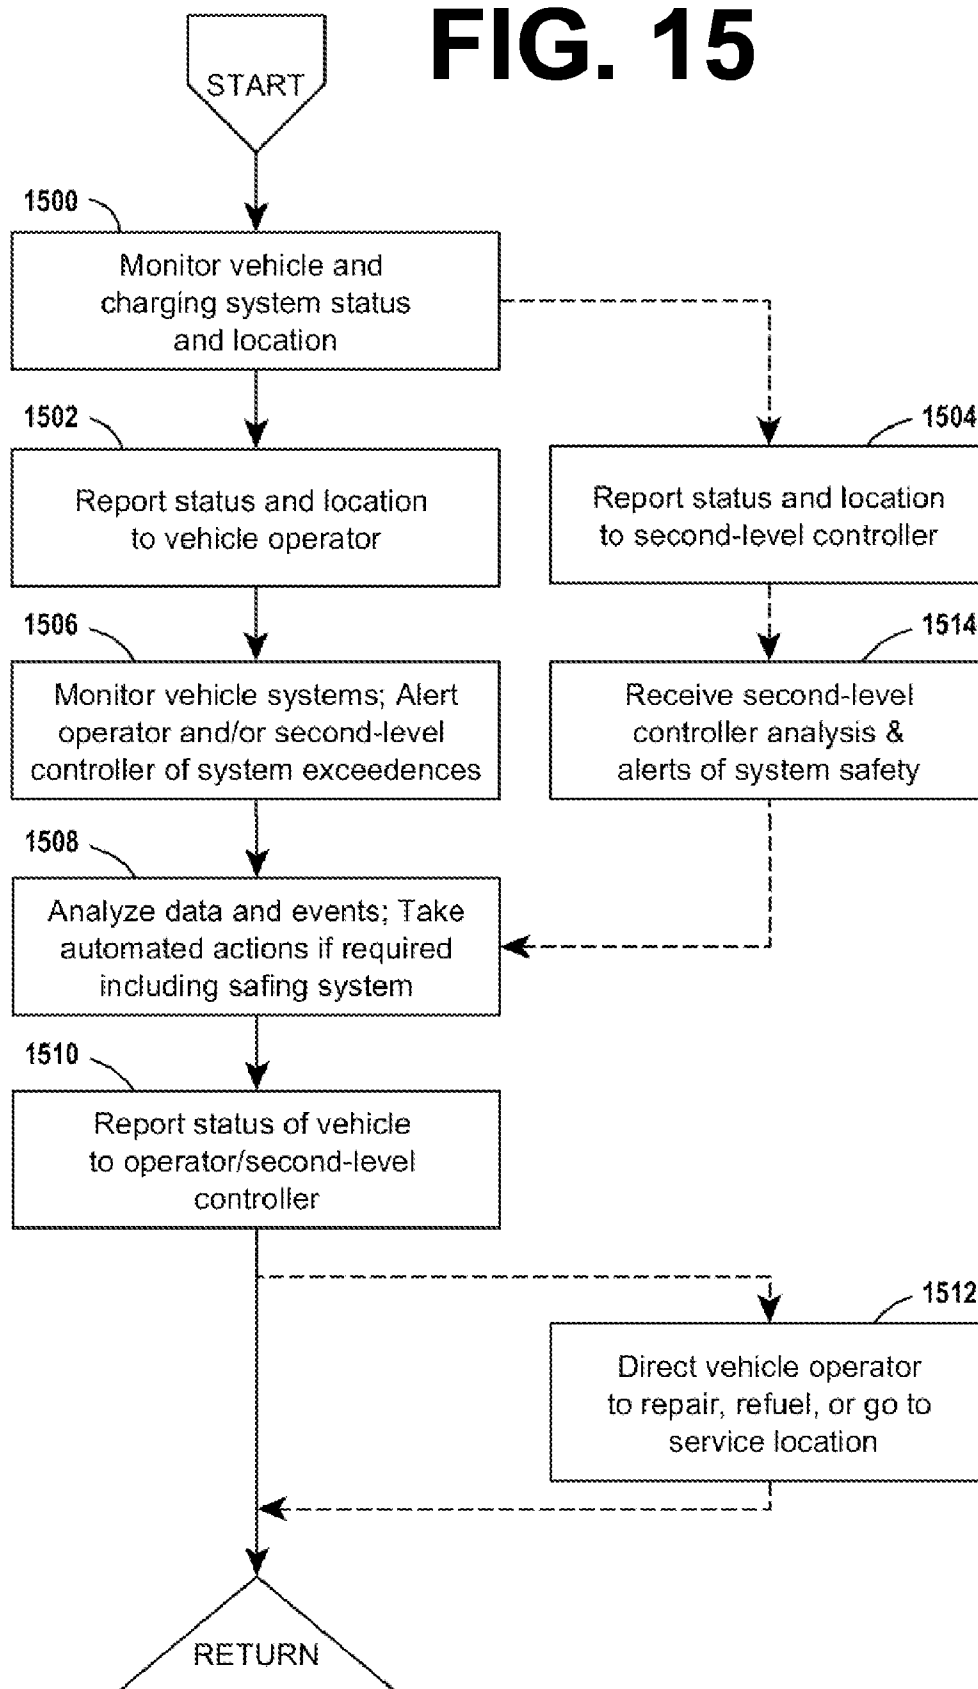 FIG. 15
START
1500
Monitor vehicle and
charging system status
and location
1502
Report status and location
to vehicle operator
1504
Report status and location
to second-level controller
1506
Monitor vehicle systems; Alert
operator and/or second-level
controller of system exceedences
1514
Receive second-level
controller analysis &
alerts of system safety
1508
Analyze data and events; Take
automated actions if required
including safing system
1510
Report status of vehicle
to operator/second-level
controller
1512
Direct vehicle operator
to repair, refuel, or go to
service location
RETURN